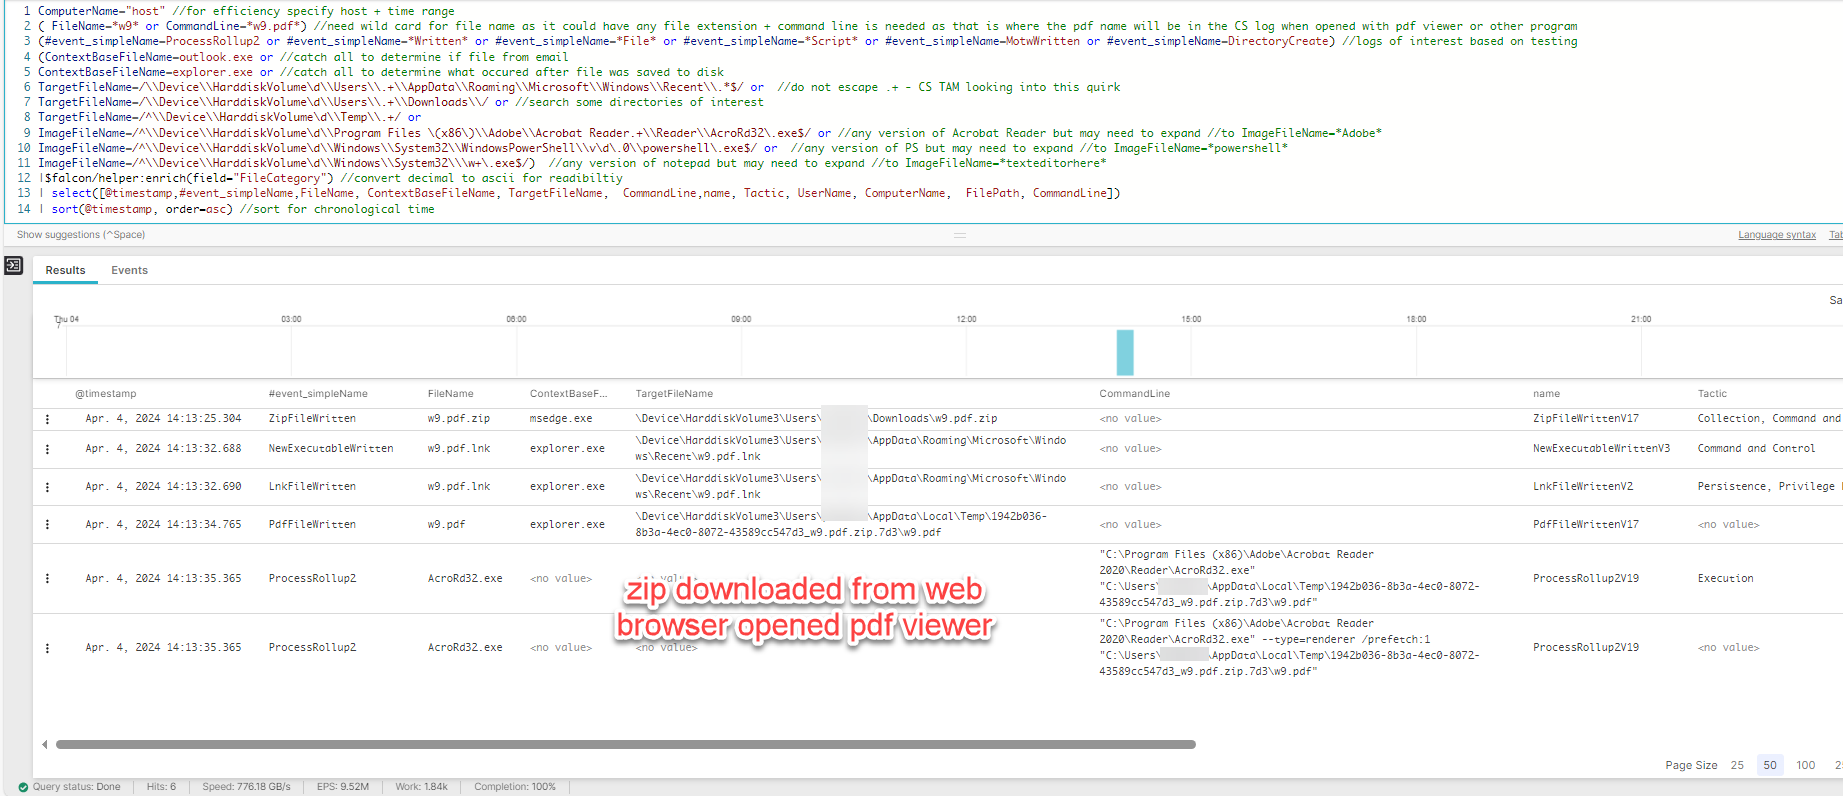 1 ComputerName="host" //for efficiency specify host + time range
2 ( FileName=*w9* or CommandLine=*w9.pdf*) //need wild card for file name as it could have any file extension + command line is needed as that is where the pdf name will be in the CS log when opened with pdf viewer or other program
3 (#event_simpleName=ProcessRollup2 or #event_simpleName=*Written* or #event_simpleName=*File* or #event_simpleName=*Script* or #event_simpleName=MotwWritten or #event_simpleName=DirectoryCreate) //logs of interest based on testing
4 (ContextBaseFileName=outlook.exe or //catch all to determine if file from email
5 ContextBaseFileName=explorer.exe or //catch all to determine what occured after file was saved to disk
6 TargetFileName=/\\Device\\HarddiskVolume\d\\Users\\.+\\AppData\\Roaming\\Microsoft\\Windows\\Recent\\.*$/ or //do not escape .+ - CS TAM looking into this quirk
7 TargetFileName=/\\Device\\HarddiskVolume\d\\Users\\.+\\Downloads\\/ or //search some directories of interest
8 TargetFileName=/^\\Device\\HarddiskVolume\d\\Temp\\.+/ or
9 ImageFileName=/^\\Device\\HarddiskVolume\d\\Program Files \(x86\)\\Adobe\\Acrobat Reader.+\\Reader\\AcroRd32\.exe$/ or //any version of Acrobat Reader but may need to expand //to ImageFileName=*Adobe*
10 ImageFileName=/^\\Device\\HarddiskVolume\d\\Windows\\System32\\WindowsPowerShell\\v\d\.0\\powershell\.exe$/ or //any version of PS but may need to expand //to ImageFileName=*powershell*
11 ImageFileName=/^\\Device\\HarddiskVolume\d\\Windows\\System32\\\w+\.exe$/) //any version of notepad but may need to expand //to ImageFileName=*texteditorhere*
12 |$falcon/helper:enrich(field="FileCategory") //convert decimal to ascii for readibiltiy
13 | select([@timestamp,#event_simpleName,FileName, ContextBaseFileName, TargetFileName, CommandLine,name, Tactic, UserName, ComputerName, FilePath, CommandLine])
14 | sort(@timestamp, order=asc) //sort for chronological time
Show suggestions (^Space) Language syntax Tab
Results Events
Sa
Thu 04 03:00 06:00 09:00 12:00 15:00 18:00 21:00
7
@timestamp #event_simpleName FileName ContextBaseF... TargetFileName CommandLine name Tactic
Apr. 4, 2024 14:13:25.304 ZipFileWritten w9.pdf.zip msedge.exe \Device\HarddiskVolume3\Users\ \Downloads\w9.pdf.zip <no value> ZipFileWrittenV17 Collection, Command and
Apr. 4, 2024 14:13:32.688 NewExecutableWritten w9.pdf.lnk explorer.exe \Device\HarddiskVolume3\Users\ \AppData\Roaming\Microsoft\Windo
ws\Recent\w9.pdf.lnk <no value> NewExecutableWrittenV3 Command and Control
Apr. 4, 2024 14:13:32.690 LnkFileWritten w9.pdf.lnk explorer.exe \Device\HarddiskVolume3\Users\ \AppData\Roaming\Microsoft\Windo
ws\Recent\w9.pdf.lnk <no value> LnkFileWrittenV2 Persistence, Privilege
Apr. 4, 2024 14:13:34.765 PdfFileWritten w9.pdf explorer.exe \Device\HarddiskVolume3\Users\ \AppData\Local\Temp\1942b036-
8b3a-4ec0-8072-43589cc547d3_w9.pdf.zip.7d3\w9.pdf <no value> PdfFileWrittenV17 <no value>
Apr. 4, 2024 14:13:35.365 ProcessRollup2 AcroRd32.exe <no value> "C:\Program Files (x86)\Adobe\Acrobat Reader
2020\Reader\AcroRd32.exe"
"C:\Users\ \AppData\Local\Temp\1942b036-8b3a-4ec0-8072-
43589cc547d3_w9.pdf.zip.7d3\w9.pdf" ProcessRollup2V19 Execution
zip downloaded from web
browser opened pdf viewer
Apr. 4, 2024 14:13:35.365 ProcessRollup2 AcroRd32.exe <no value> <no value> "C:\Program Files (x86)\Adobe\Acrobat Reader
2020\Reader\AcroRd32.exe" --type=renderer /prefetch:1
"C:\Users\ \AppData\Local\Temp\1942b036-8b3a-4ec0-8072-
43589cc547d3_w9.pdf.zip.7d3\w9.pdf" ProcessRollup2V19 <no value>
Page Size 25 50 100
Query status: Done Hits: 6 Speed: 776.18 GB/s EPS: 9.52M Work: 1.84k Completion: 100%